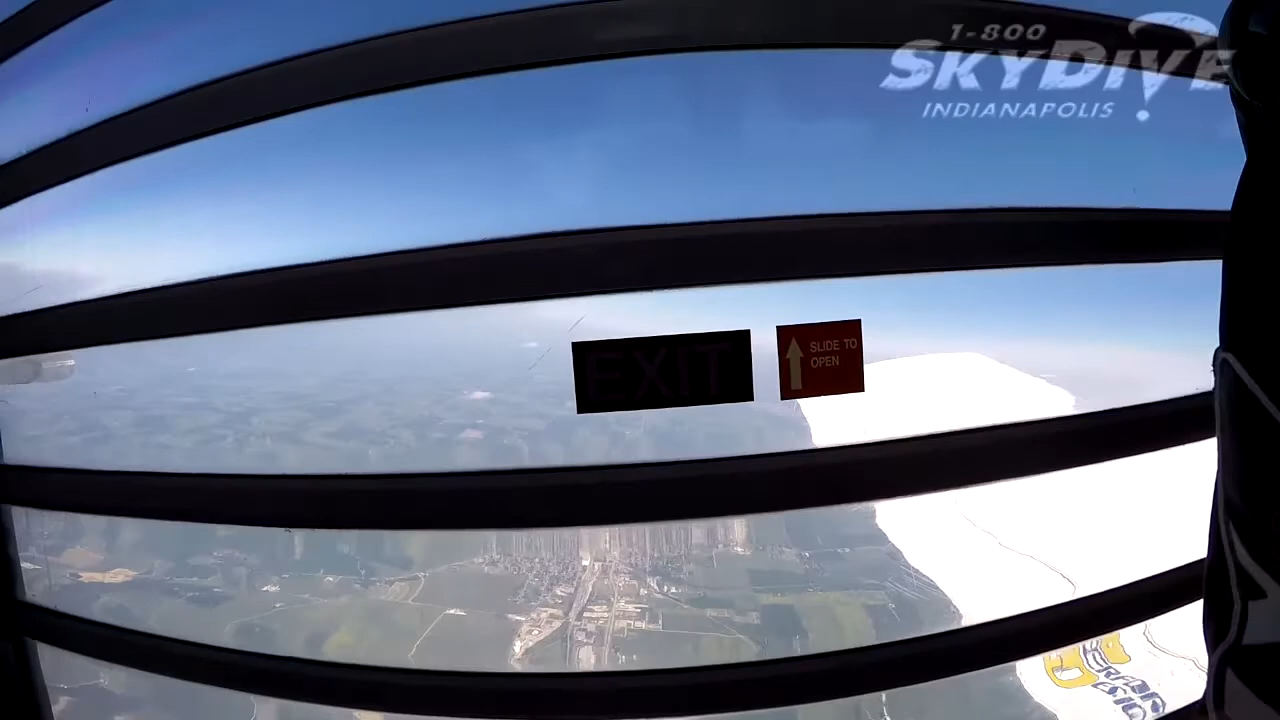 1-800
SKYDIVE
INDIANAPOLIS
EXIT
SLIDE TO
OPEN